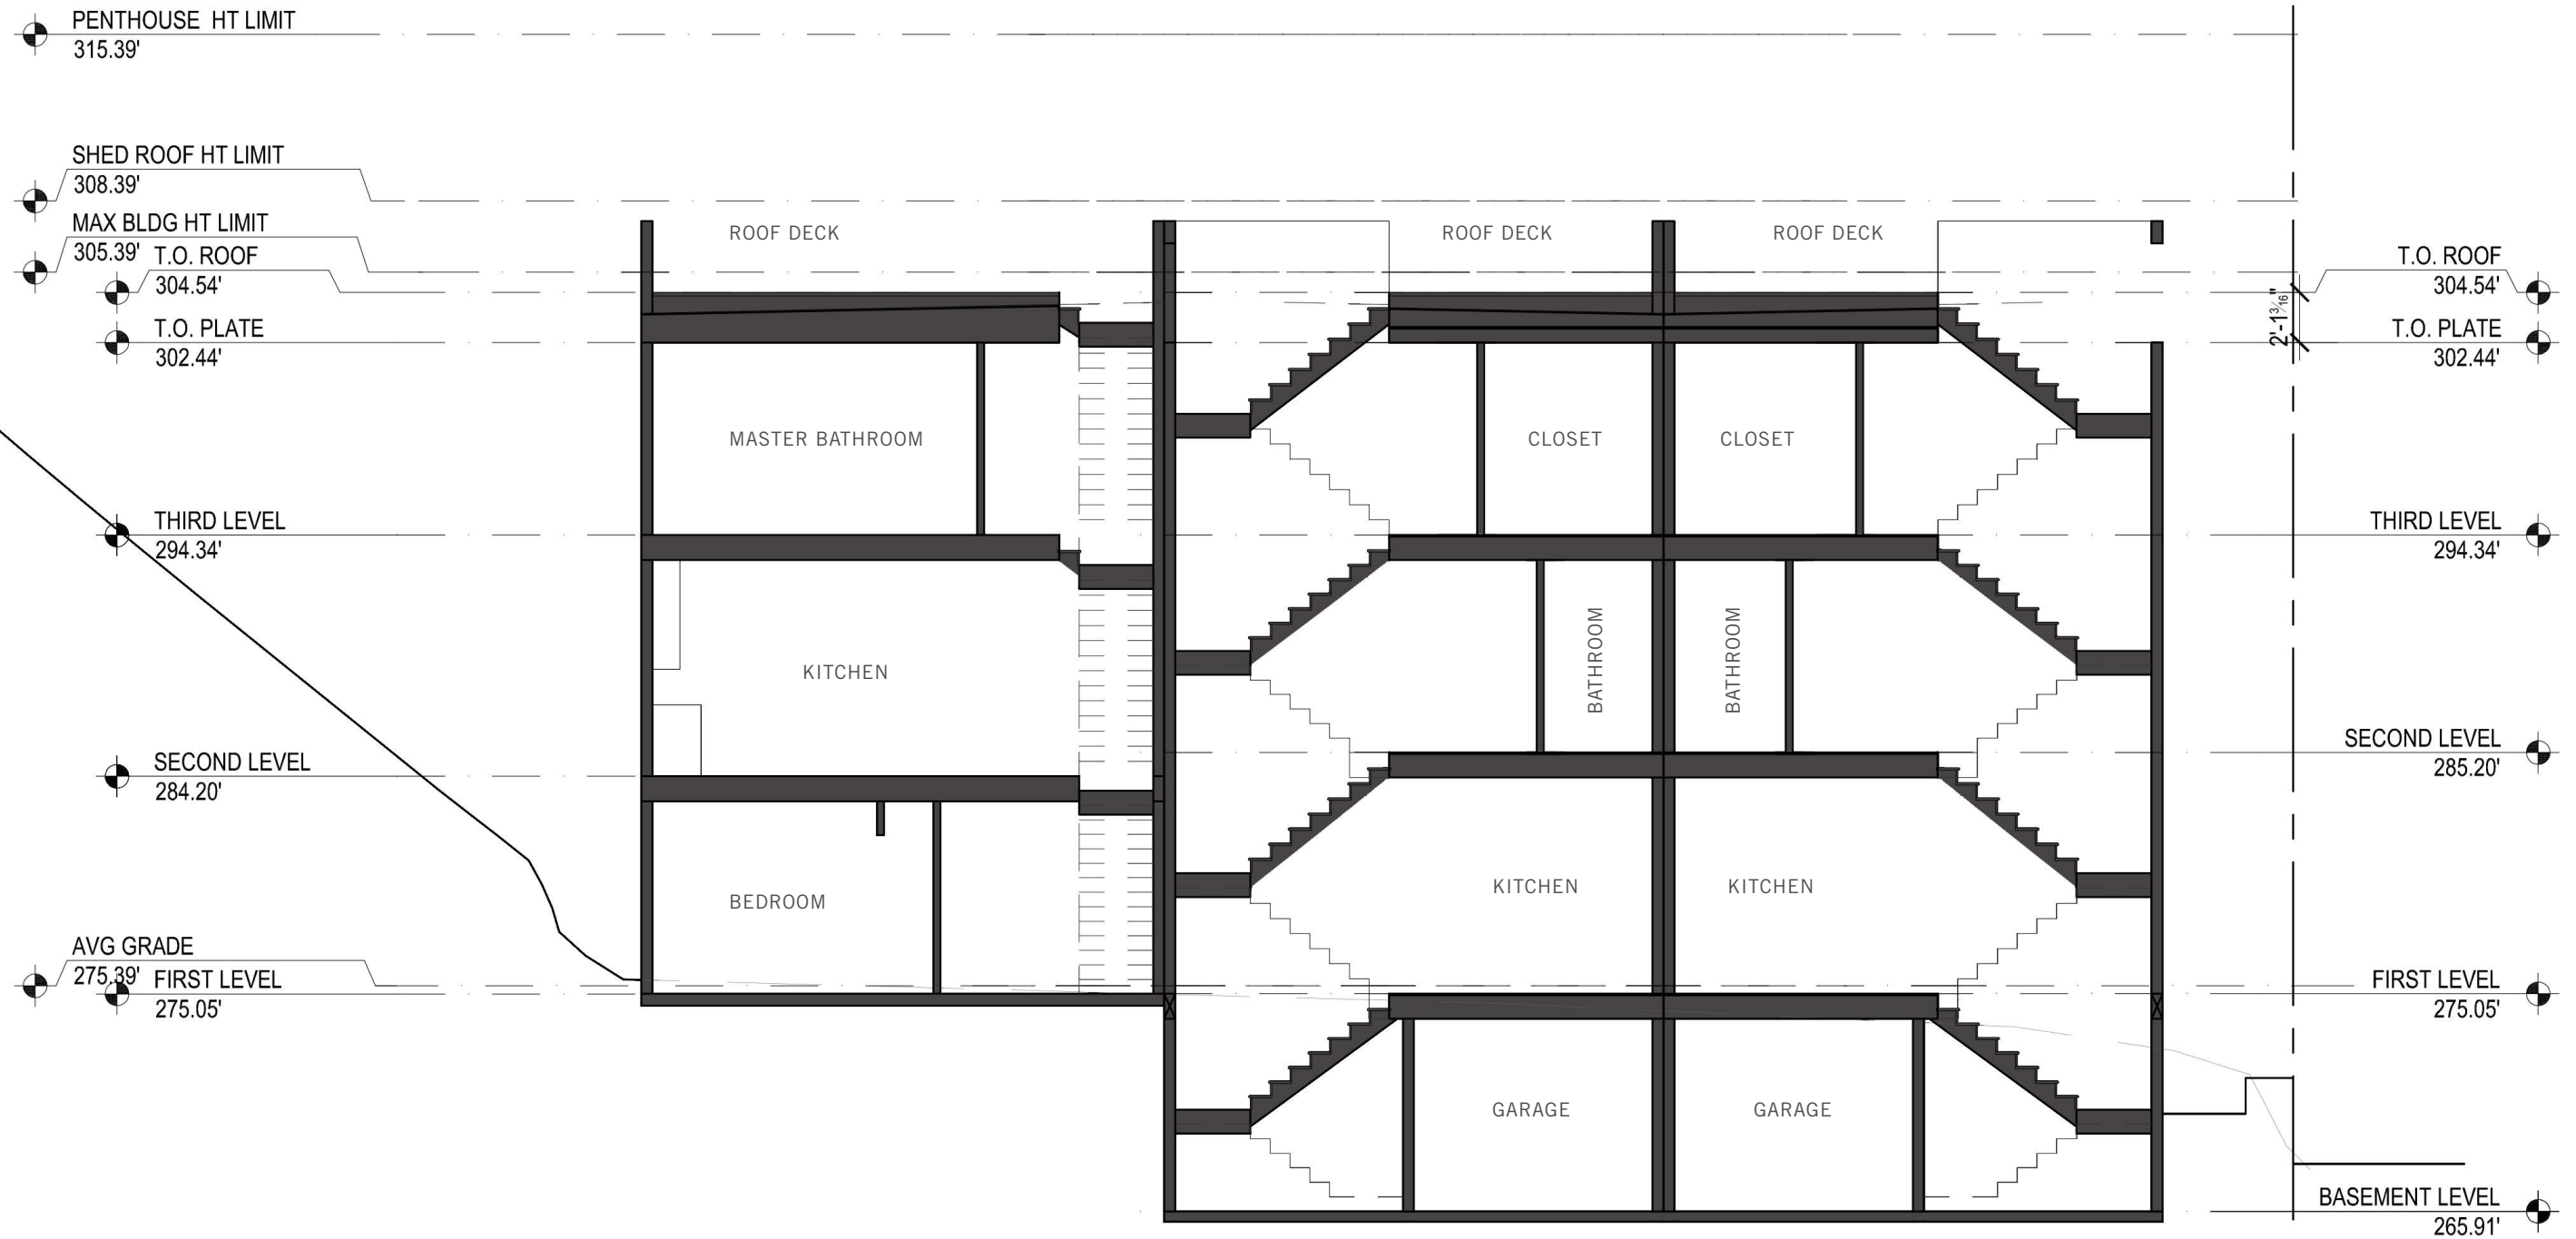 PENTHOUSE HT LIMIT
315.39'
SHED ROOF HT LIMIT
308.39'
MAX BLDG HT LIMIT
305.39'
T.O. ROOF
304.54'
T.O. PLATE
302.44'
THIRD LEVEL
294.34'
SECOND LEVEL
284.20'
AVG GRADE
275.39'
FIRST LEVEL
275.05'
ROOF DECK
MASTER BATHROOM
KITCHEN
BEDROOM
ROOF DECK
ROOF DECK
CLOSET
CLOSET
BATHROOM
BATHROOM
KITCHEN
KITCHEN
GARAGE
GARAGE
2'-1 3/16"
T.O. ROOF
304.54'
T.O. PLATE
302.44'
THIRD LEVEL
294.34'
SECOND LEVEL
285.20'
FIRST LEVEL
275.05'
BASEMENT LEVEL
265.91'